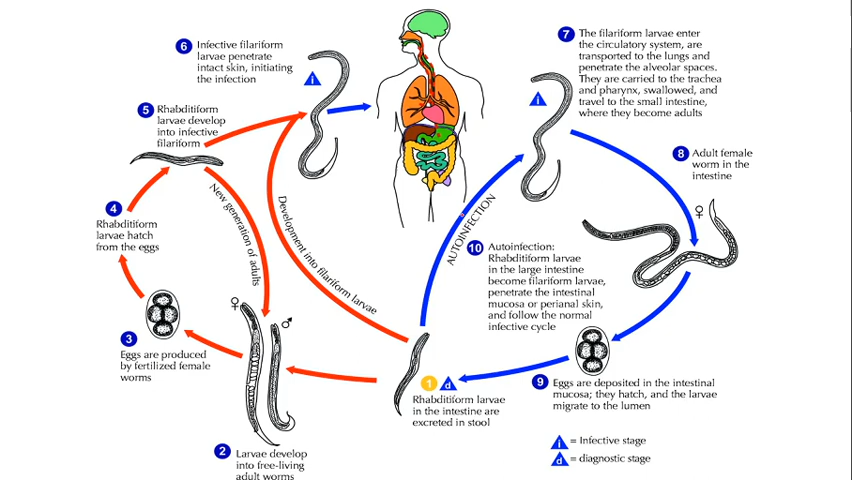 6 Infective filariform
larvae penetrate
intact skin, initiating
the infection
i
7 The filariform larvae enter
the circulatory system, are
transported to the lungs and
penetrate the alveolar spaces.
They are carried to the trachea
and pharynx, swallowed, and
travel to the small intestine,
where they become adults
i
5 Rhabditiform
larvae develop
into infective
filariform
8 Adult female
worm in the
intestine
4
Rhabditiform
larvae hatch
from the eggs
New generation of adults
Development into filariform larvae
AUTOINFECTION
♀
10 Autoinfection:
Rhabditiform larvae
in the large intestine
become filariform larvae,
penetrate the intestinal
mucosa or perianal skin,
and follow the normal
infective cycle
♀
♂
3
Eggs are produced
by fertilized female
worms
1 d
Rhabditiform larvae
in the intestine are
excreted in stool
9 Eggs are deposited in the intestinal
mucosa; they hatch, and the larvae
migrate to the lumen
2 Larvae develop
into free-living
adult worms
i = Infective stage
d = diagnostic stage